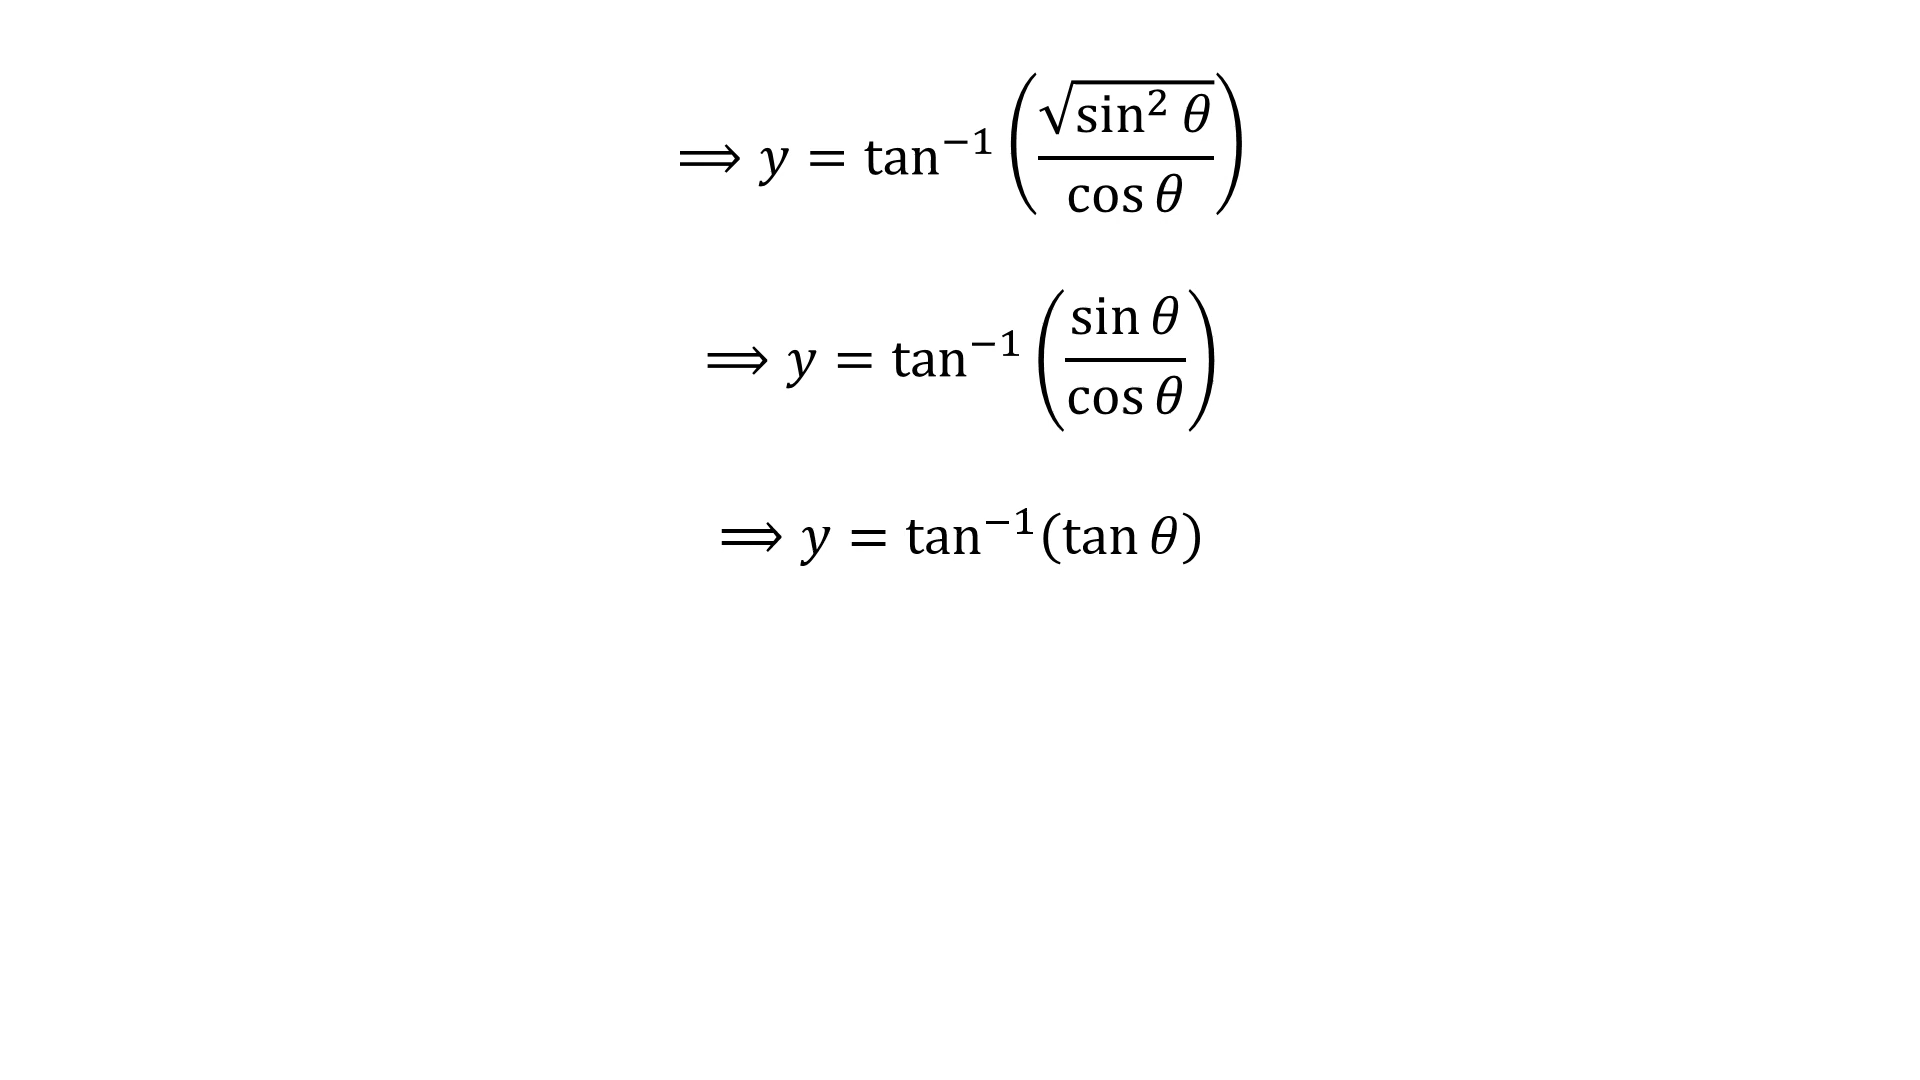 ⟹ y = tan⁻¹(√(sin² θ)/cos θ)
⟹ y = tan⁻¹(sin θ/cos θ)
⟹ y = tan⁻¹(tan θ)